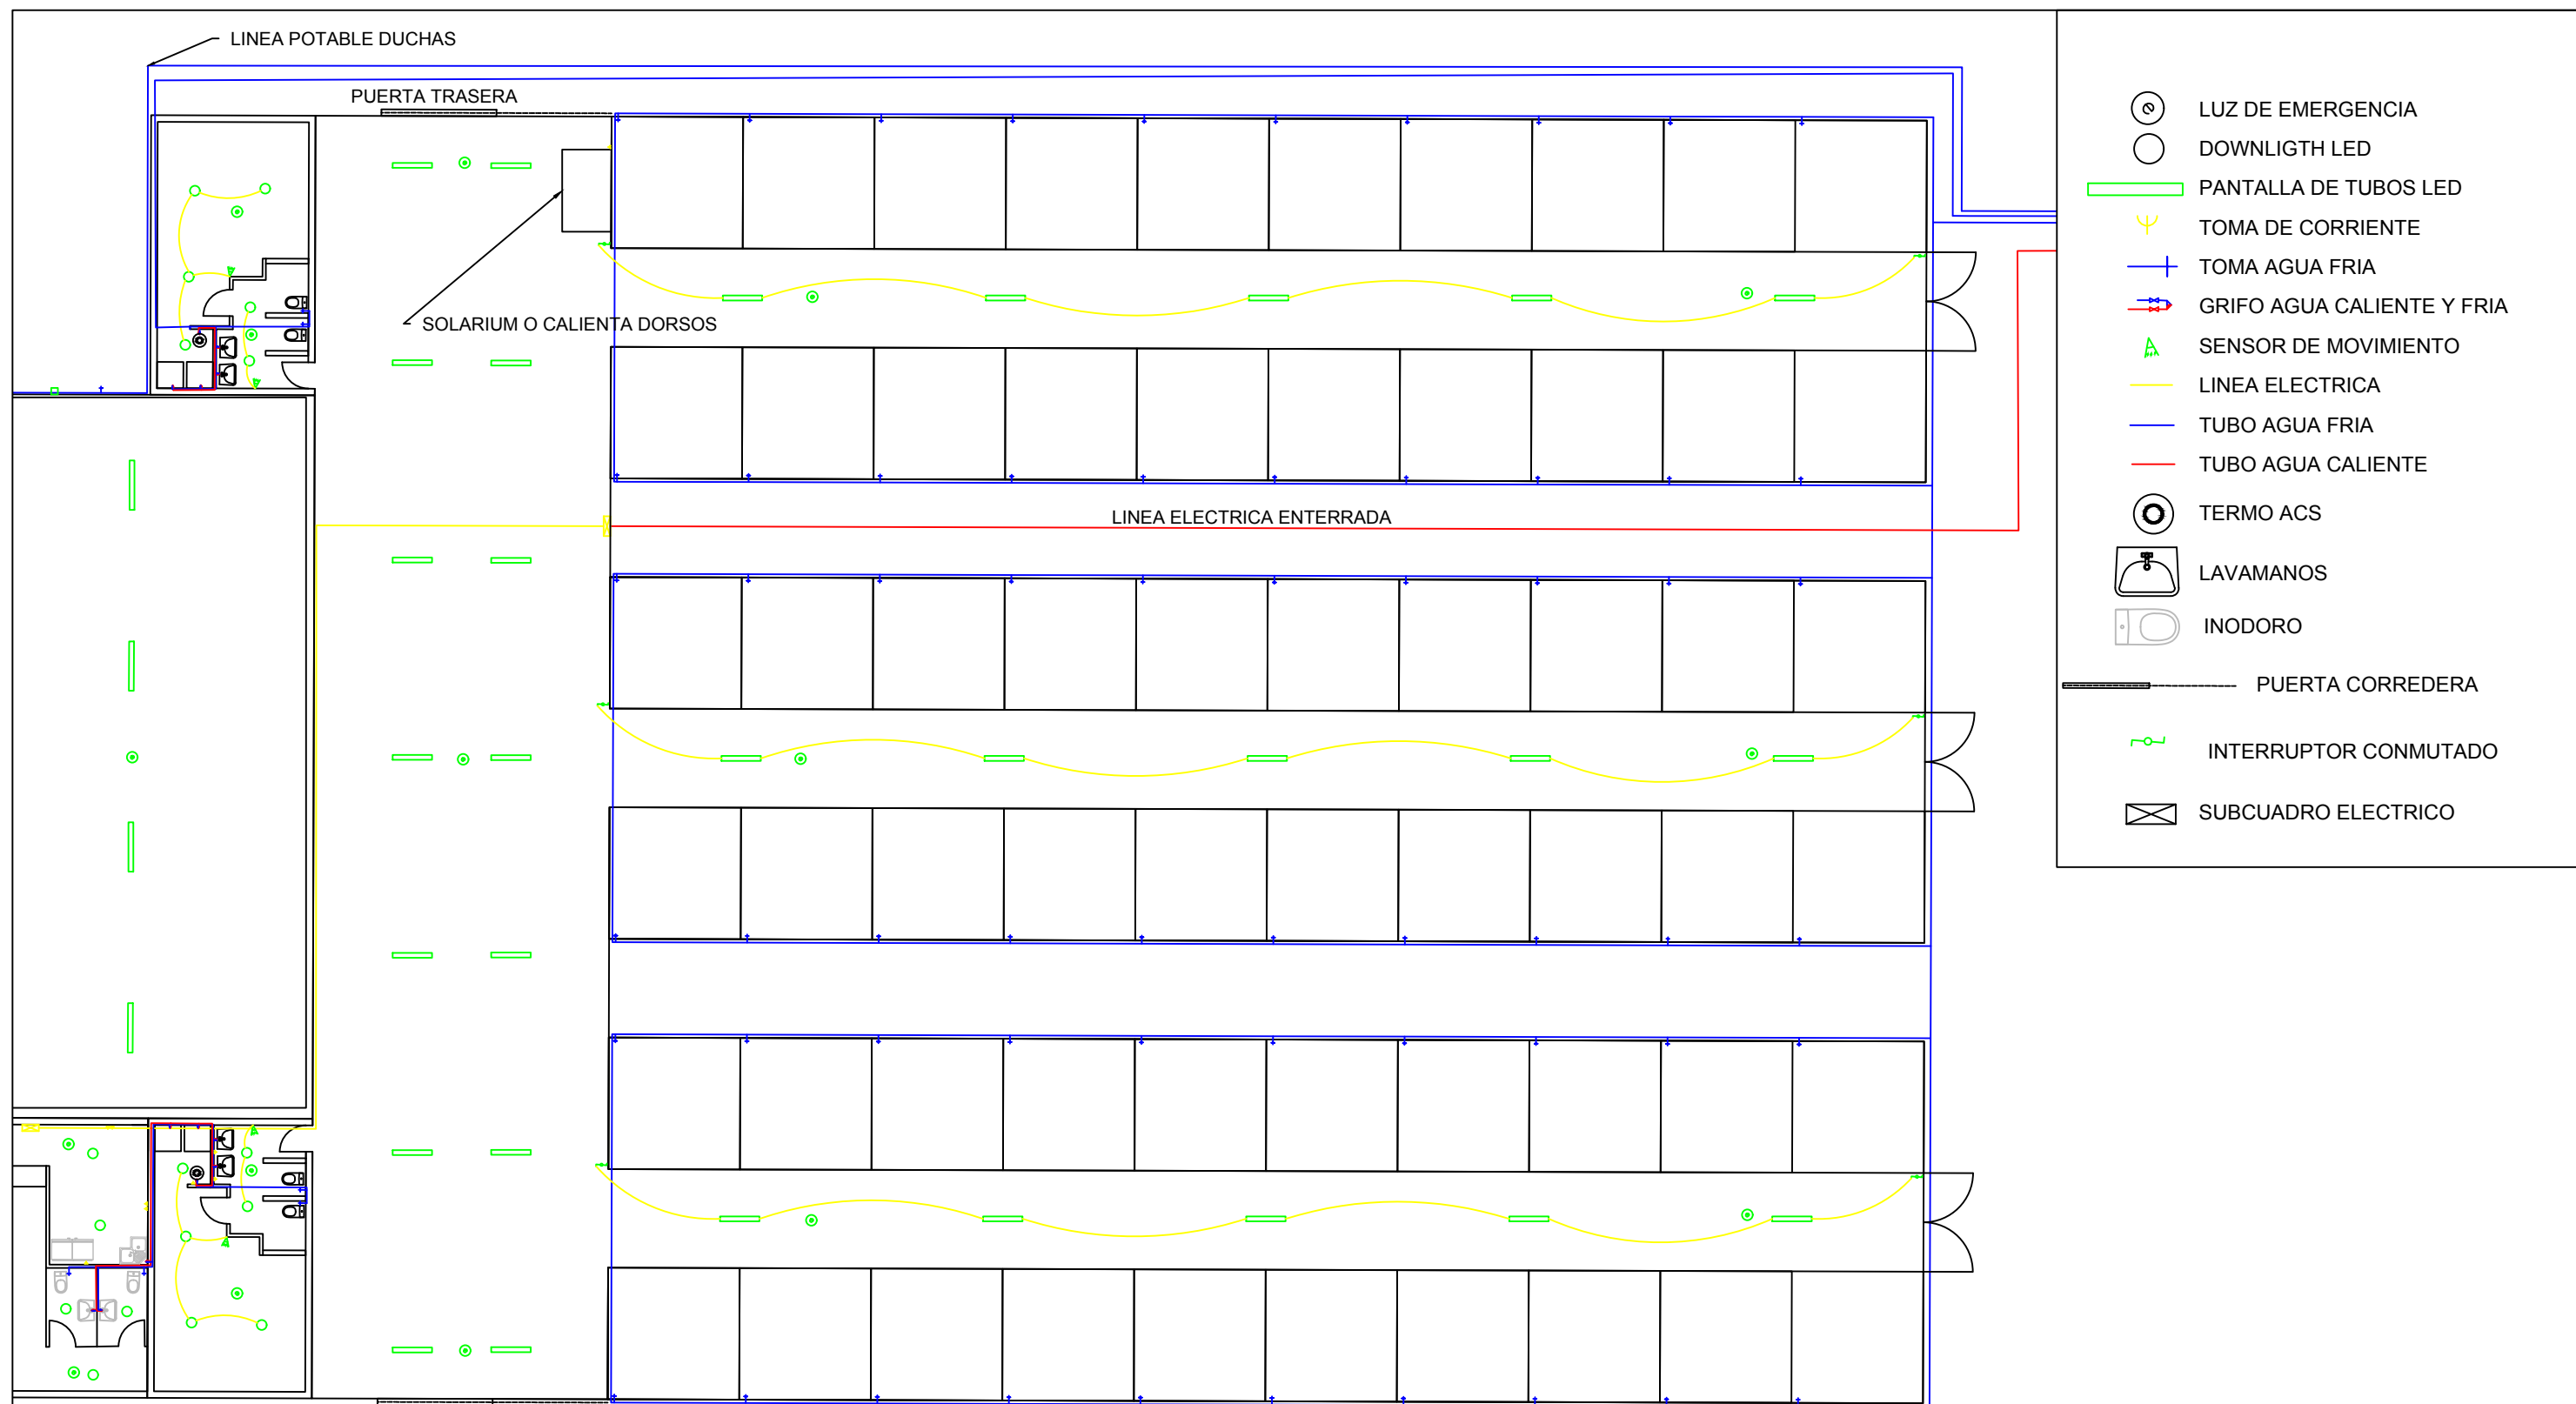 LINEA POTABLE DUCHAS
PUERTA TRASERA
SOLARIUM O CALIENTA DORSOS
LINEA ELECTRICA ENTERRADA
LUZ DE EMERGENCIA
DOWNLIGTH LED
PANTALLA DE TUBOS LED
TOMA DE CORRIENTE
TOMA AGUA FRIA
GRIFO AGUA CALIENTE Y FRIA
SENSOR DE MOVIMIENTO
LINEA ELECTRICA
TUBO AGUA FRIA
TUBO AGUA CALIENTE
TERMO ACS
LAVAMANOS
INODORO
PUERTA CORREDERA
INTERRUPTOR CONMUTADO
SUBCUADRO ELECTRICO